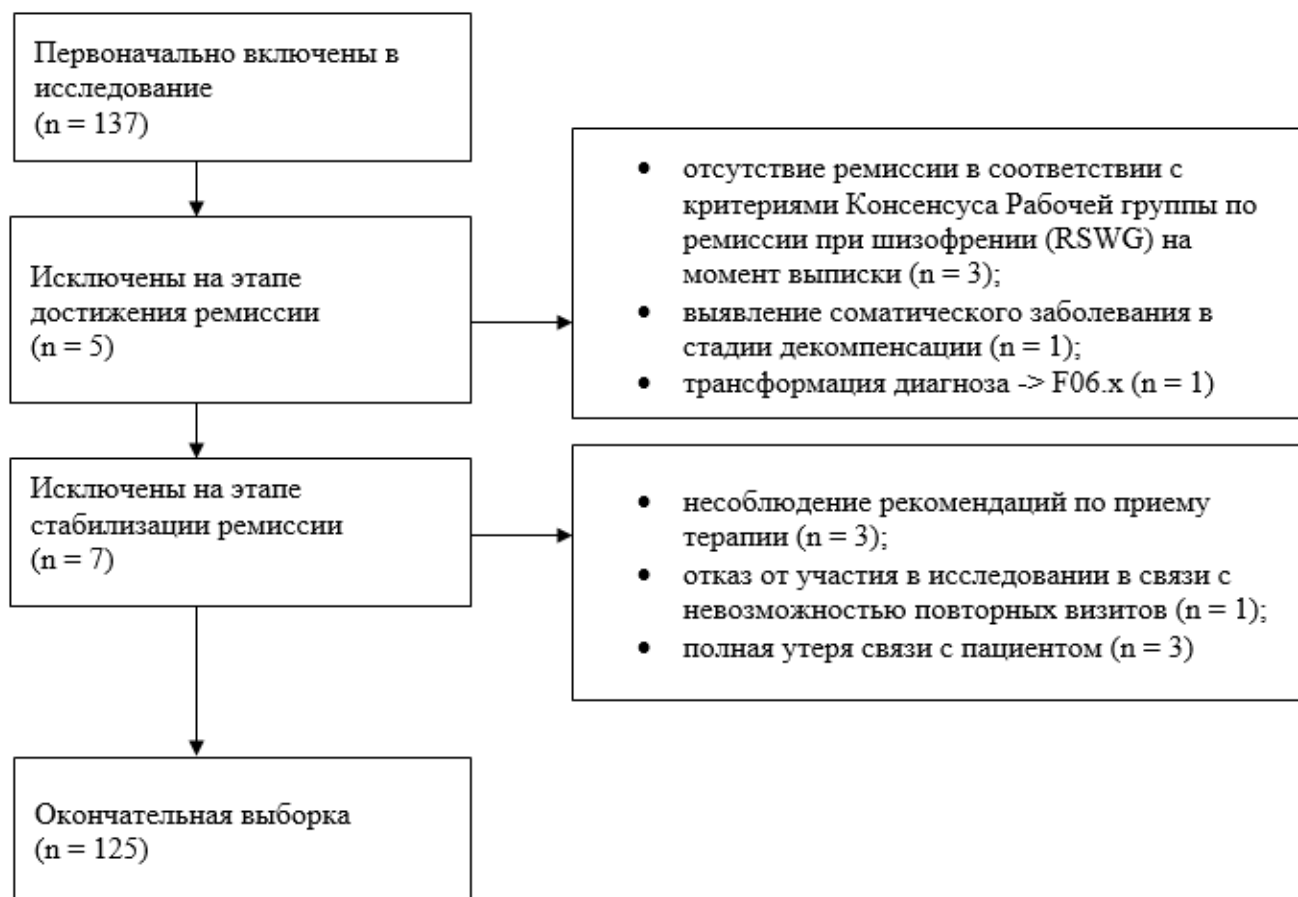 Первоначально включены в
исследование
(n = 137)
Исключены на этапе
достижения ремиссии
(n = 5)
• отсутствие ремиссии в соответствии с
критериями Консенсуса Рабочей группы по
ремиссии при шизофрении (RSWG) на
момент выписки (n = 3);
• выявление соматического заболевания в
стадии декомпенсации (n = 1);
• трансформация диагноза -> F06.x (n = 1)
Исключены на этапе
стабилизации ремиссии
(n = 7)
• несоблюдение рекомендаций по приему
терапии (n = 3);
• отказ от участия в исследовании в связи с
невозможностью повторных визитов (n = 1);
• полная утеря связи с пациентом (n = 3)
Окончательная выборка
(n = 125)